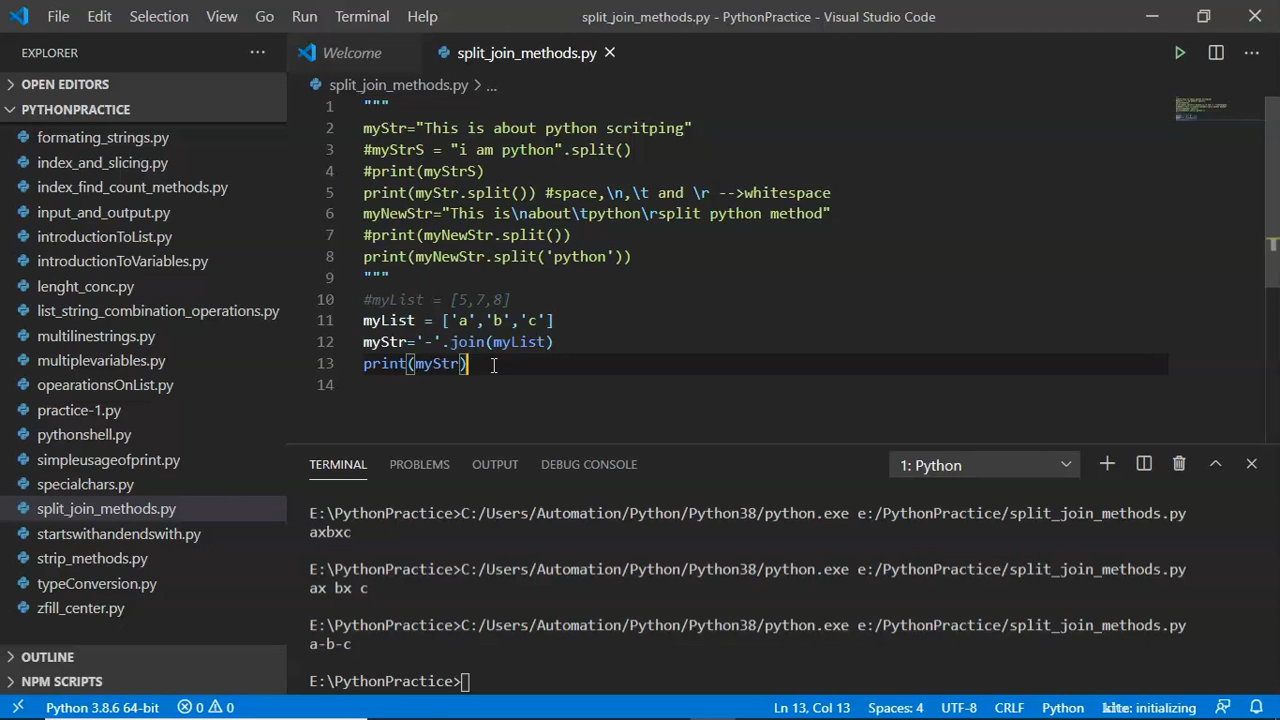 File Edit Selection View Go Run Terminal Help split_join_methods.py - PythonPractice - Visual Studio Code
EXPLORER
Welcome
split_join_methods.py
OPEN EDITORS
PYTHONPRACTICE
formating_strings.py
index_and_slicing.py
index_find_count_methods.py
input_and_output.py
introductionToList.py
introductionToVariables.py
lenght_conc.py
list_string_combination_operations.py
multilinestrings.py
multiplevariables.py
opearationsOnList.py
practice-1.py
pythonshell.py
simpleusageofprint.py
specialchars.py
split_join_methods.py
startswithandendswith.py
strip_methods.py
typeConversion.py
zfill_center.py
OUTLINE
NPM SCRIPTS
split_join_methods.py > ...
1 """
2 myStr="This is about python scritping"
3 #myStrS = "i am python".split()
4 #print(myStrS)
5 print(myStr.split()) #space,\n,\t and \r -->whitespace
6 myNewStr="This is\nabout\tpython\rsplit python method"
7 #print(myNewStr.split())
8 print(myNewStr.split('python'))
9 """
10 #myList = [5,7,8]
11 myList = ['a','b','c']
12 myStr='-'.join(myList)
13 print(myStr)
14
TERMINAL PROBLEMS OUTPUT DEBUG CONSOLE 1: Python
E:\PythonPractice>C:/Users/Automation/Python/Python38/python.exe e:/PythonPractice/split_join_methods.py
axbxc
E:\PythonPractice>C:/Users/Automation/Python/Python38/python.exe e:/PythonPractice/split_join_methods.py
ax bx c
E:\PythonPractice>C:/Users/Automation/Python/Python38/python.exe e:/PythonPractice/split_join_methods.py
a-b-c
E:\PythonPractice>
Python 3.8.6 64-bit 0 0 Ln 13, Col 13 Spaces: 4 UTF-8 CRLF Python kite: initializing